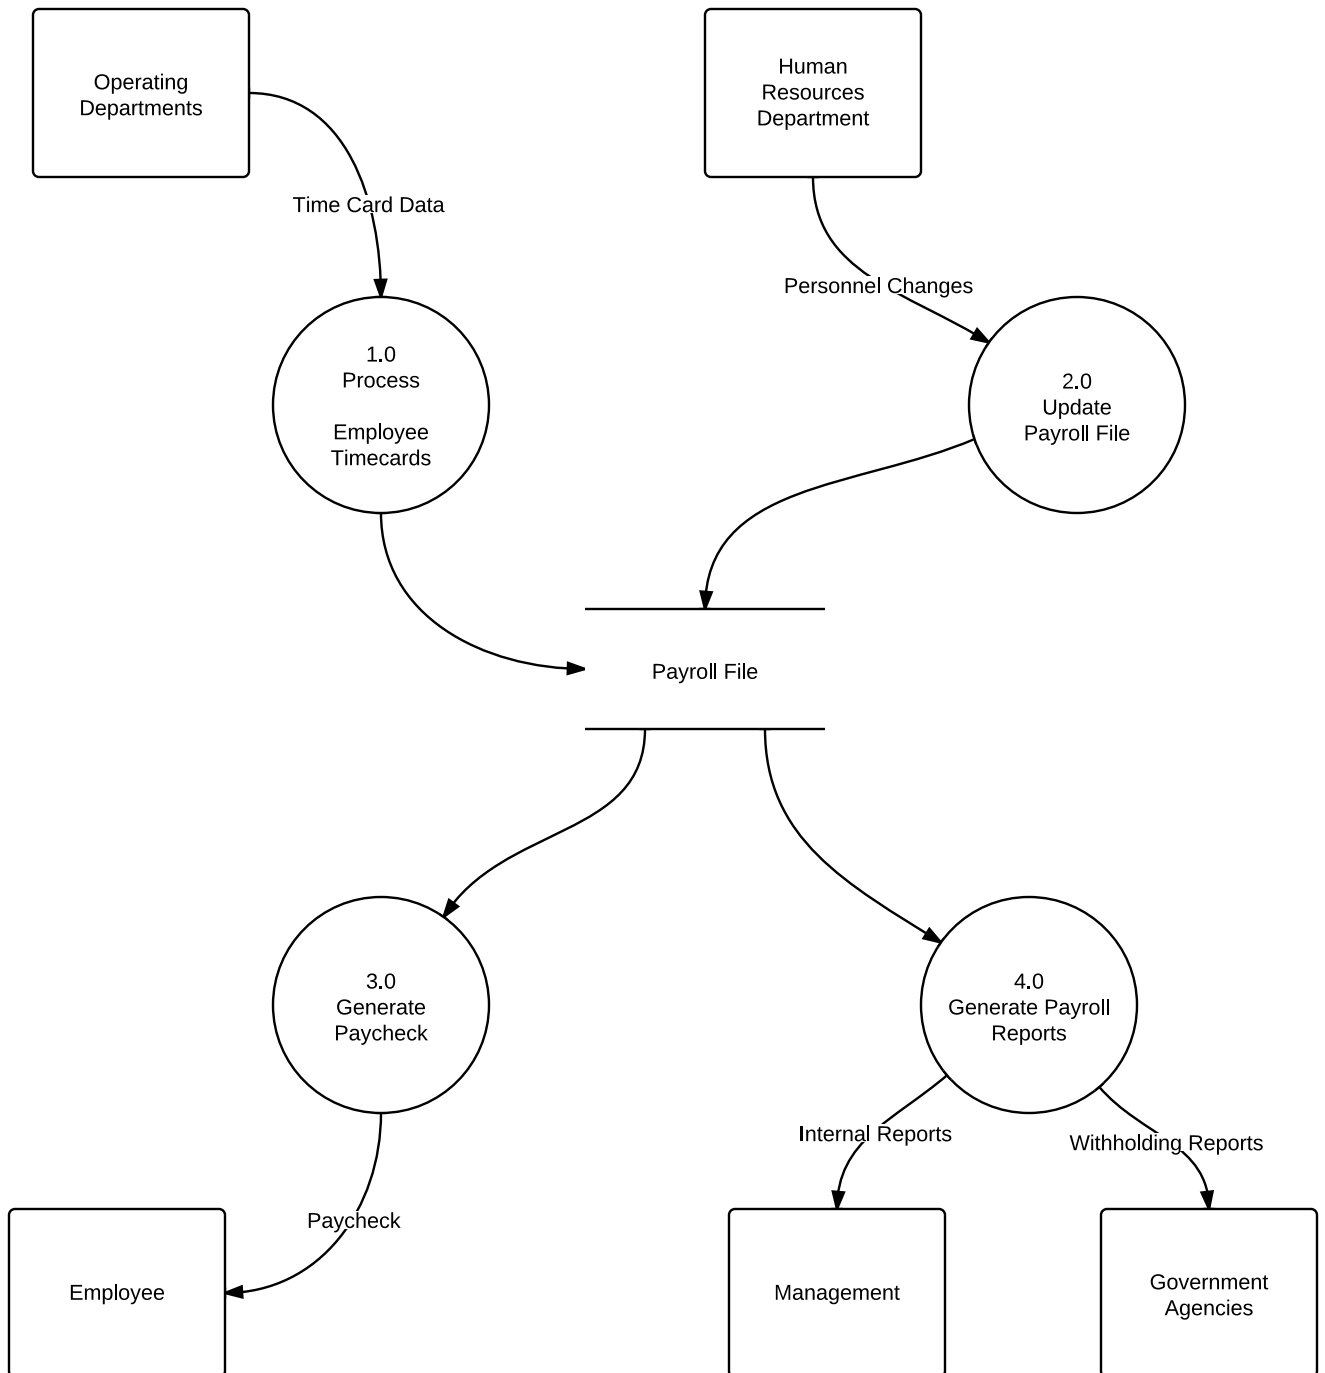 Operating
Departments
Human
Resources
Department
Time Card Data
Personnel Changes
1.0
Process
Employee
Timecards
2.0
Update
Payroll File
Payroll File
3.0
Generate
Paycheck
4.0
Generate Payroll
Reports
Internal Reports
Withholding Reports
Paycheck
Employee
Management
Government
Agencies